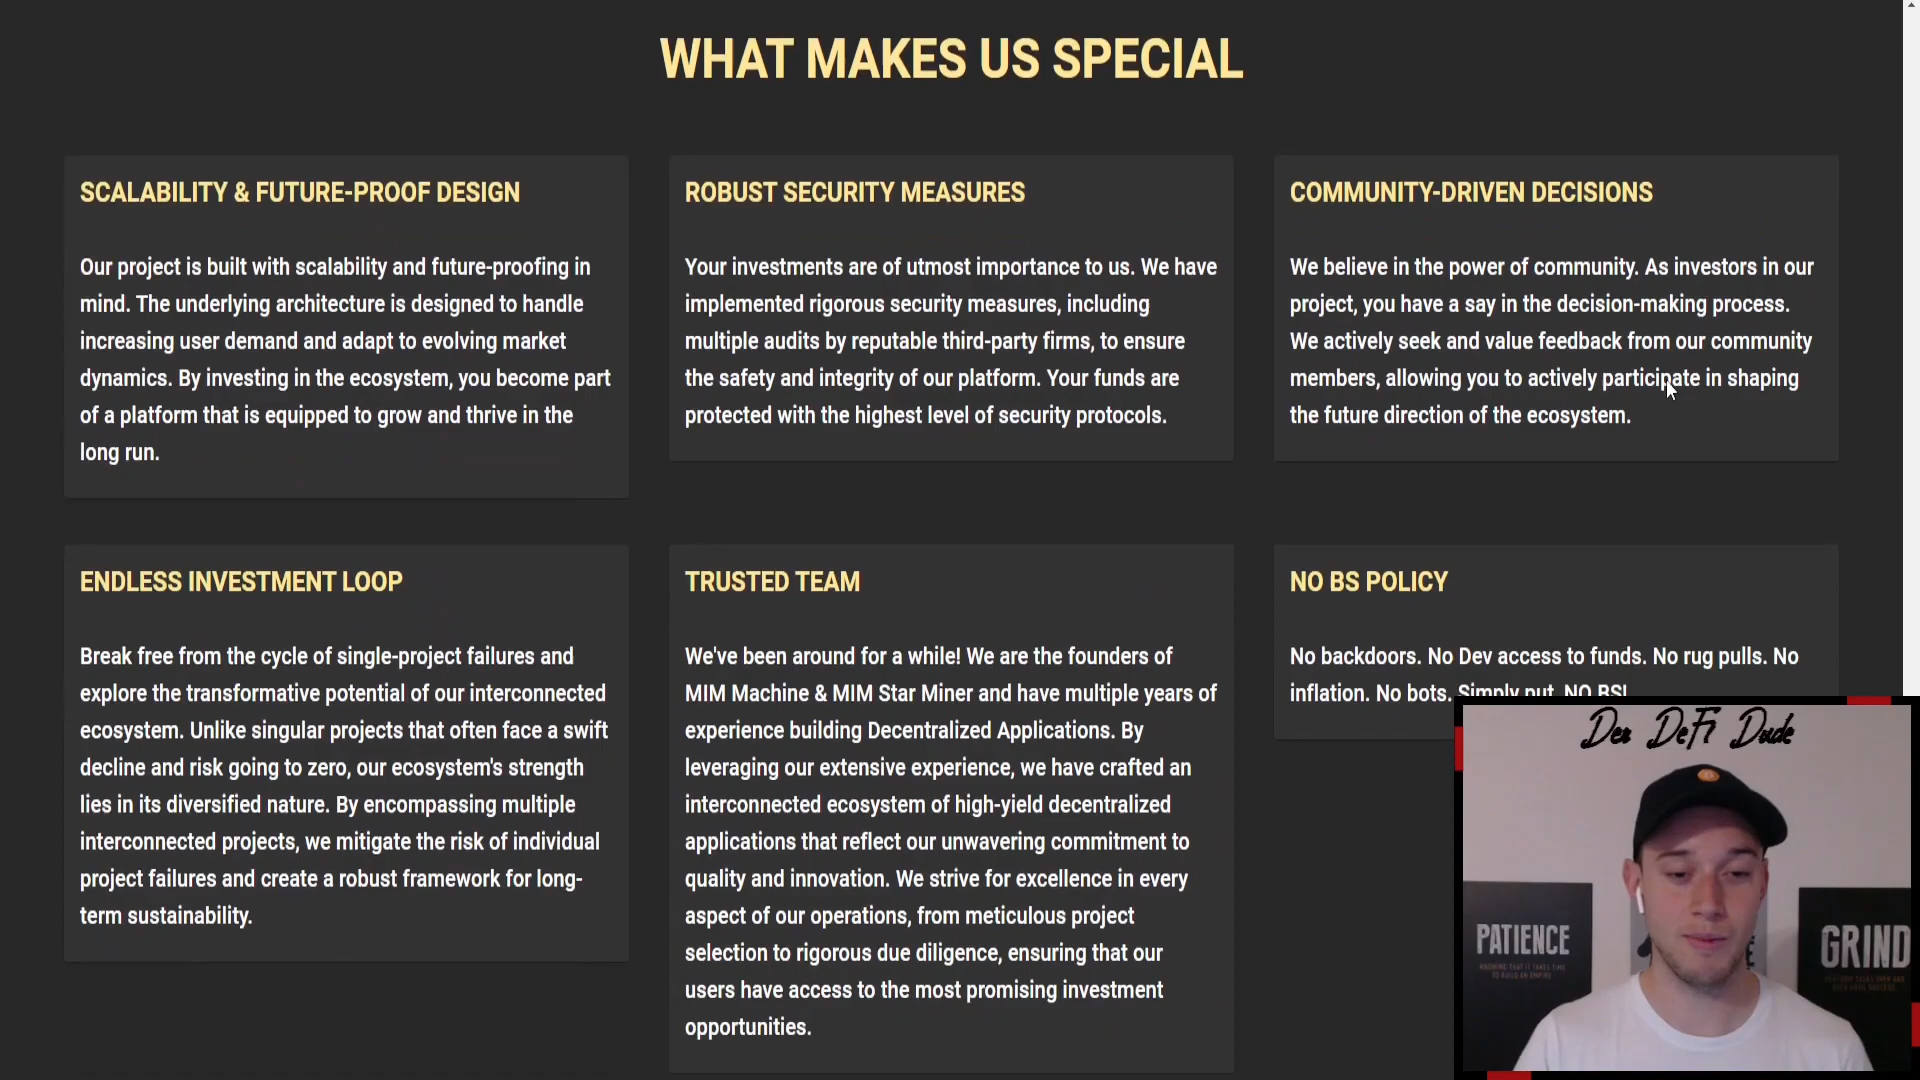 WHAT MAKES US SPECIAL
SCALABILITY & FUTURE-PROOF DESIGN
Our project is built with scalability and future-proofing in
mind. The underlying architecture is designed to handle
increasing user demand and adapt to evolving market
dynamics. By investing in the ecosystem, you become part
of a platform that is equipped to grow and thrive in the
long run.
ROBUST SECURITY MEASURES
Your investments are of utmost importance to us. We have
implemented rigorous security measures, including
multiple audits by reputable third-party firms, to ensure
the safety and integrity of our platform. Your funds are
protected with the highest level of security protocols.
COMMUNITY-DRIVEN DECISIONS
We believe in the power of community. As investors in our
project, you have a say in the decision-making process.
We actively seek and value feedback from our community
members, allowing you to actively participate in shaping
the future direction of the ecosystem.
ENDLESS INVESTMENT LOOP
Break free from the cycle of single-project failures and
explore the transformative potential of our interconnected
ecosystem. Unlike singular projects that often face a swift
decline and risk going to zero, our ecosystem's strength
lies in its diversified nature. By encompassing multiple
interconnected projects, we mitigate the risk of individual
project failures and create a robust framework for long-
term sustainability.
TRUSTED TEAM
We've been around for a while! We are the founders of
MIM Machine & MIM Star Miner and have multiple years of
experience building Decentralized Applications. By
leveraging our extensive experience, we have crafted an
interconnected ecosystem of high-yield decentralized
applications that reflect our unwavering commitment to
quality and innovation. We strive for excellence in every
aspect of our operations, from meticulous project
selection to rigorous due diligence, ensuring that our
users have access to the most promising investment
opportunities.
NO BS POLICY
No backdoors. No Dev access to funds. No rug pulls. No
inflation. No bots. Simply put, NO BS!
Dex DeFi Dude
PATIENCE
KNOWING THAT IT TAKES TIME
TO BUILD AN EMPIRE
GRIND